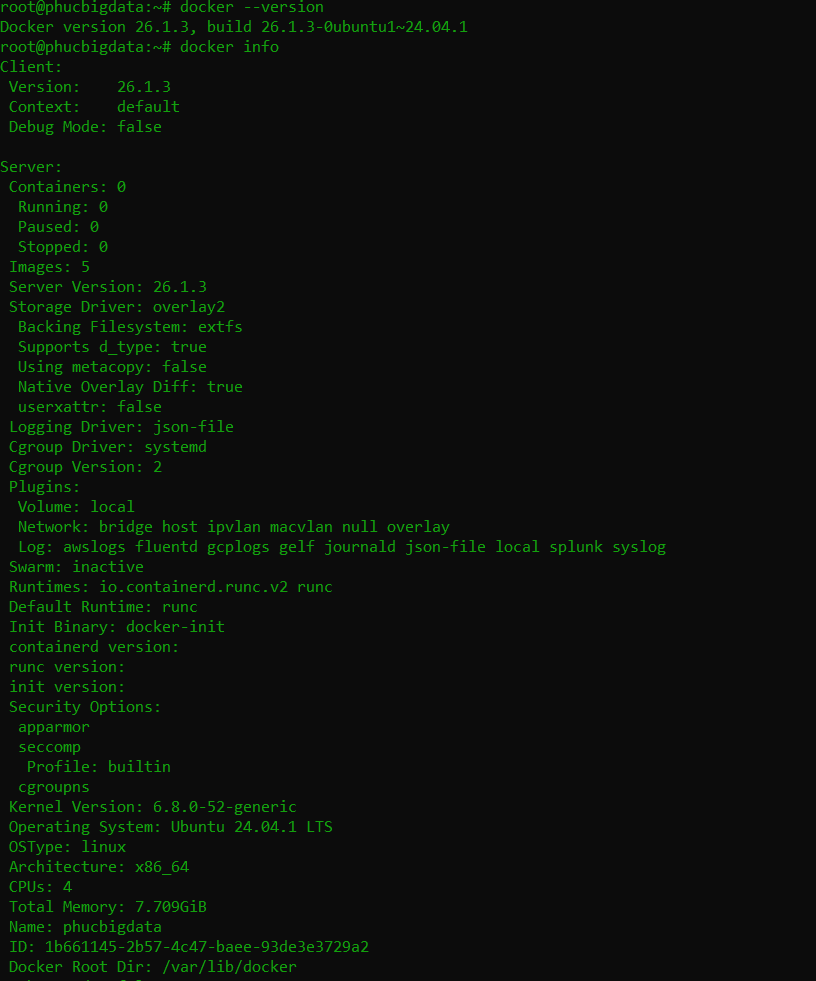 root@phucbigdata:~# docker --version
Docker version 26.1.3, build 26.1.3-0ubuntu1~24.04.1
root@phucbigdata:~# docker info
Client:
 Version:    26.1.3
 Context:    default
 Debug Mode: false

Server:
 Containers: 0
  Running: 0
  Paused: 0
  Stopped: 0
 Images: 5
 Server Version: 26.1.3
 Storage Driver: overlay2
  Backing Filesystem: extfs
  Supports d_type: true
  Using metacopy: false
  Native Overlay Diff: true
  userxattr: false
 Logging Driver: json-file
 Cgroup Driver: systemd
 Cgroup Version: 2
 Plugins:
  Volume: local
  Network: bridge host ipvlan macvlan null overlay
  Log: awslogs fluentd gcplogs gelf journald json-file local splunk syslog
 Swarm: inactive
 Runtimes: io.containerd.runc.v2 runc
 Default Runtime: runc
 Init Binary: docker-init
 containerd version:
 runc version:
 init version:
 Security Options:
  apparmor
  seccomp
   Profile: builtin
  cgroupns
 Kernel Version: 6.8.0-52-generic
 Operating System: Ubuntu 24.04.1 LTS
 OSType: linux
 Architecture: x86_64
 CPUs: 4
 Total Memory: 7.709GiB
 Name: phucbigdata
 ID: 1b661145-2b57-4c47-baee-93de3e3729a2
 Docker Root Dir: /var/lib/docker